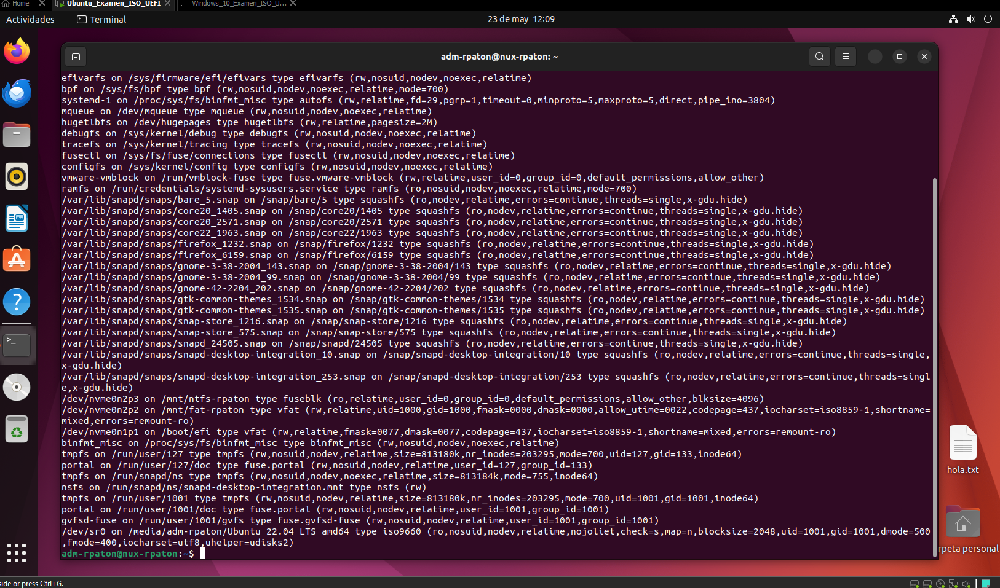 Home
Ubuntu_Examen_ISO_UEFI
Windows_10_Examen_ISO_U...
Actividades
Terminal
23 de may 12:09
adm-rpaton@nux-rpaton: ~
efivarfs on /sys/firmware/efi/efivars type efivarfs (rw,nosuid,nodev,noexec,relatime)
bpf on /sys/fs/bpf type bpf (rw,nosuid,nodev,noexec,relatime,mode=700)
systemd-1 on /proc/sys/fs/binfmt_misc type autofs (rw,relatime,fd=29,pgrp=1,timeout=0,minproto=5,maxproto=5,direct,pipe_ino=3804)
mqueue on /dev/mqueue type mqueue (rw,nosuid,nodev,noexec,relatime)
hugetlbfs on /dev/hugepages type hugetlbfs (rw,relatime,pagesize=2M)
debugfs on /sys/kernel/debug type debugfs (rw,nosuid,nodev,noexec,relatime)
tracefs on /sys/kernel/tracing type tracefs (rw,nosuid,nodev,noexec,relatime)
fusectl on /sys/fs/fuse/connections type fusectl (rw,nosuid,nodev,noexec,relatime)
configfs on /sys/kernel/config type configfs (rw,nosuid,nodev,noexec,relatime)
vmware-vmblock on /run/vmblock-fuse type fuse.vmware-vmblock (rw,relatime,user_id=0,group_id=0,default_permissions,allow_other)
ramfs on /run/credentials/systemd-sysusers.service type ramfs (ro,nosuid,nodev,noexec,relatime,mode=700)
/var/lib/snapd/snaps/bare_5.snap on /snap/bare/5 type squashfs (ro,nodev,relatime,errors=continue,threads=single,x-gdu.hide)
/var/lib/snapd/snaps/core20_1405.snap on /snap/core20/1405 type squashfs (ro,nodev,relatime,errors=continue,threads=single,x-gdu.hide)
/var/lib/snapd/snaps/core20_2571.snap on /snap/core20/2571 type squashfs (ro,nodev,relatime,errors=continue,threads=single,x-gdu.hide)
/var/lib/snapd/snaps/core22_1963.snap on /snap/core22/1963 type squashfs (ro,nodev,relatime,errors=continue,threads=single,x-gdu.hide)
/var/lib/snapd/snaps/firefox_1232.snap on /snap/firefox/1232 type squashfs (ro,nodev,relatime,errors=continue,threads=single,x-gdu.hide)
/var/lib/snapd/snaps/firefox_6159.snap on /snap/firefox/6159 type squashfs (ro,nodev,relatime,errors=continue,threads=single,x-gdu.hide)
/var/lib/snapd/snaps/gnome-3-38-2004_143.snap on /snap/gnome-3-38-2004/143 type squashfs (ro,nodev,relatime,errors=continue,threads=single,x-gdu.hide)
/var/lib/snapd/snaps/gnome-3-38-2004_99.snap on /snap/gnome-3-38-2004/99 type squashfs (ro,nodev,relatime,errors=continue,threads=single,x-gdu.hide)
/var/lib/snapd/snaps/gnome-42-2204_202.snap on /snap/gnome-42-2204/202 type squashfs (ro,nodev,relatime,errors=continue,threads=single,x-gdu.hide)
/var/lib/snapd/snaps/gtk-common-themes_1534.snap on /snap/gtk-common-themes/1534 type squashfs (ro,nodev,relatime,errors=continue,threads=single,x-gdu.hide)
/var/lib/snapd/snaps/gtk-common-themes_1535.snap on /snap/gtk-common-themes/1535 type squashfs (ro,nodev,relatime,errors=continue,threads=single,x-gdu.hide)
/var/lib/snapd/snaps/snap-store_1216.snap on /snap/snap-store/1216 type squashfs (ro,nodev,relatime,errors=continue,threads=single,x-gdu.hide)
/var/lib/snapd/snaps/snap-store_575.snap on /snap/snap-store/575 type squashfs (ro,nodev,relatime,errors=continue,threads=single,x-gdu.hide)
/var/lib/snapd/snaps/snapd_24505.snap on /snap/snapd/24505 type squashfs (ro,nodev,relatime,errors=continue,threads=single,x-gdu.hide)
/var/lib/snapd/snaps/snapd-desktop-integration_10.snap on /snap/snapd-desktop-integration/10 type squashfs (ro,nodev,relatime,errors=continue,threads=single,
x-gdu.hide)
/var/lib/snapd/snaps/snapd-desktop-integration_253.snap on /snap/snapd-desktop-integration/253 type squashfs (ro,nodev,relatime,errors=continue,threads=singl
e,x-gdu.hide)
/dev/nvme0n2p3 on /mnt/ntfs-rpaton type fuseblk (ro,relatime,user_id=0,group_id=0,default_permissions,allow_other,blksize=4096)
/dev/nvme0n2p2 on /mnt/fat-rpaton type vfat (rw,relatime,uid=1000,gid=1000,fmask=0000,dmask=0000,allow_utime=0022,codepage=437,iocharset=iso8859-1,shortname=
mixed,errors=remount-ro)
/dev/nvme0n1p1 on /boot/efi type vfat (rw,relatime,fmask=0077,dmask=0077,codepage=437,iocharset=iso8859-1,shortname=mixed,errors=remount-ro)
binfmt_misc on /proc/sys/fs/binfmt_misc type binfmt_misc (rw,nosuid,nodev,noexec,relatime)
tmpfs on /run/user/127 type tmpfs (rw,nosuid,nodev,relatime,size=813180k,nr_inodes=203295,mode=700,uid=127,gid=133,inode64)
portal on /run/user/127/doc type fuse.portal (rw,nosuid,nodev,relatime,user_id=127,group_id=133)
tmpfs on /run/snapd/ns type tmpfs (rw,nosuid,nodev,noexec,relatime,size=813184k,mode=755,inode64)
nsfs on /run/snapd/ns/snapd-desktop-integration.mnt type nsfs (rw)
tmpfs on /run/user/1001 type tmpfs (rw,nosuid,nodev,relatime,size=813180k,nr_inodes=203295,mode=700,uid=1001,gid=1001,inode64)
portal on /run/user/1001/doc type fuse.portal (rw,nosuid,nodev,relatime,user_id=1001,group_id=1001)
gvfsd-fuse on /run/user/1001/gvfs type fuse.gvfsd-fuse (rw,nosuid,nodev,relatime,user_id=1001,group_id=1001)
/dev/sr0 on /media/adm-rpaton/Ubuntu 22.04 LTS amd64 type iso9660 (ro,nosuid,nodev,relatime,nojoliet,check=s,map=n,blocksize=2048,uid=1001,gid=1001,dmode=500
,fmode=400,iocharset=utf8,uhelper=udisks2)
adm-rpaton@nux-rpaton:~$
hola.txt
rpeta personal
side or press Ctrl+G.